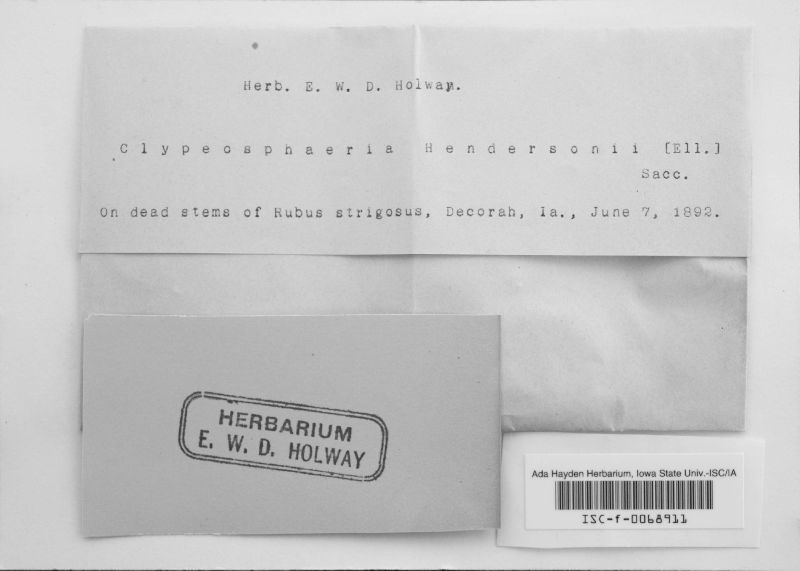 Herb. E. W. D. Holway.
Clypeosphaeria Hendersonii [Ell.]
Sacc.
On dead stems of Rubus strigosus, Decorah, Ia., June 7, 1892.
HERBARIUM
E. W. D. HOLWAY
Ada Hayden Herbarium, Iowa State Univ.-ISC/IA
ISC-f-0068911